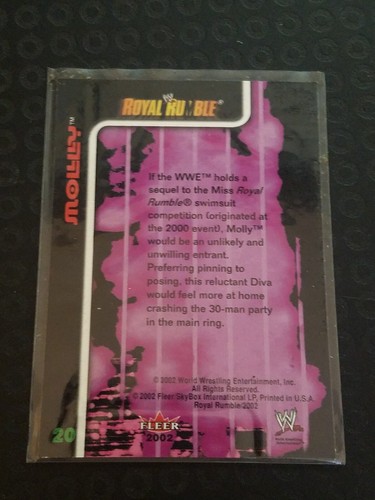 ROYAL RUMBLE®
MOLLY™
If the WWE™ holds a
sequel to the Miss Royal
Rumble® swimsuit
competition (originated at
the 2000 event), Molly™
would be an unlikely and
unwilling entrant.
Preferring pinning to
posing, this reluctant Diva
would feel more at home
crashing the 30-man party
in the main ring.
© 2002 World Wrestling Entertainment, Inc.
All Rights Reserved.
© 2002 Fleer SkyBox International LP, Printed in U.S.A.
Royal Rumble 2002
20
FLEER
2002
W